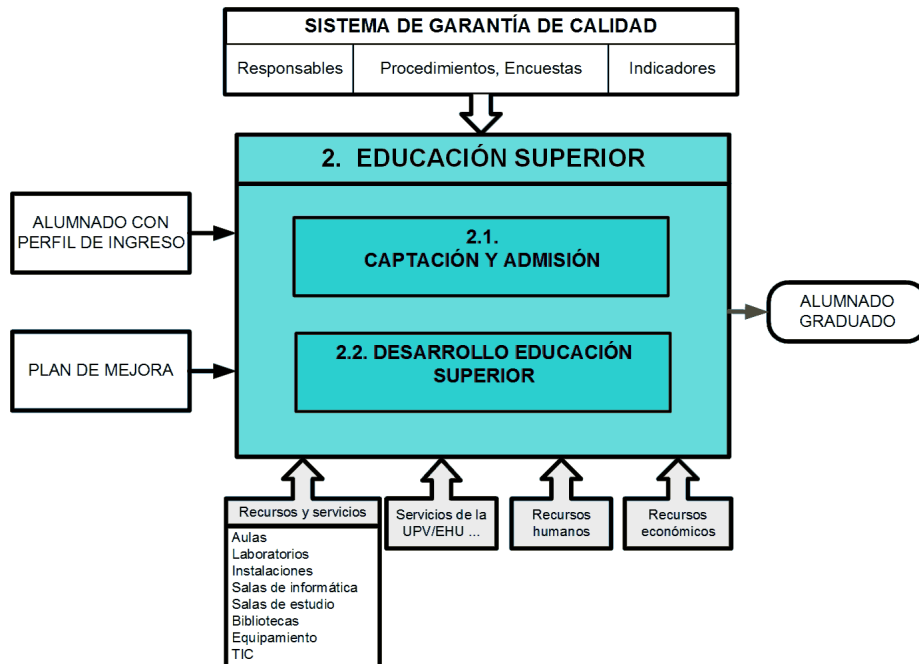 SISTEMA DE GARANTÍA DE CALIDAD
Responsables
Procedimientos, Encuestas
Indicadores
2. EDUCACIÓN SUPERIOR
ALUMNADO CON
PERFIL DE INGRESO
2.1.
CAPTACIÓN Y ADMISIÓN
ALUMNADO
GRADUADO
PLAN DE MEJORA
2.2. DESARROLLO EDUCACIÓN
SUPERIOR
Recursos y servicios
Aulas
Laboratorios
Instalaciones
Salas de informática
Salas de estudio
Bibliotecas
Equipamiento
TIC
Servicios de la
UPV/EHU ...
Recursos
humanos
Recursos
económicos